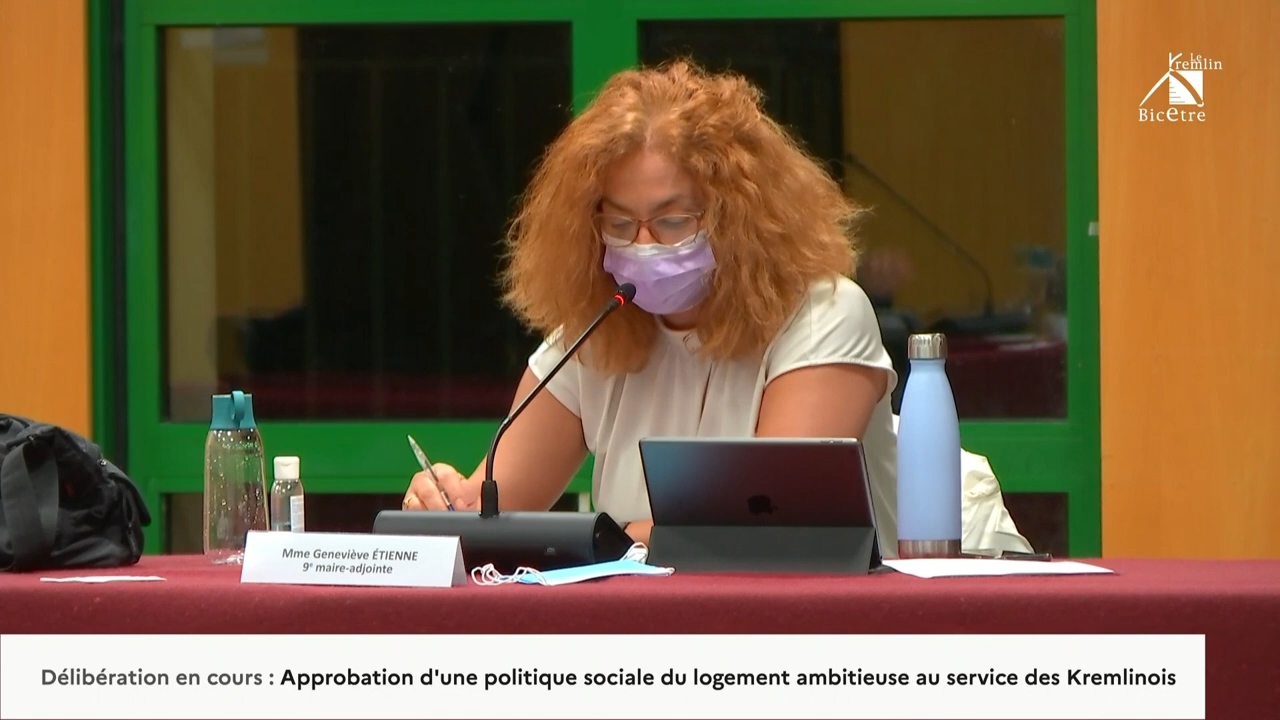 Le
Kremlin
Bicetre
Mme Geneviève ÉTIENNE
9e maire-adjointe
Délibération en cours : Approbation d'une politique sociale du logement ambitieuse au service des Kremlinois